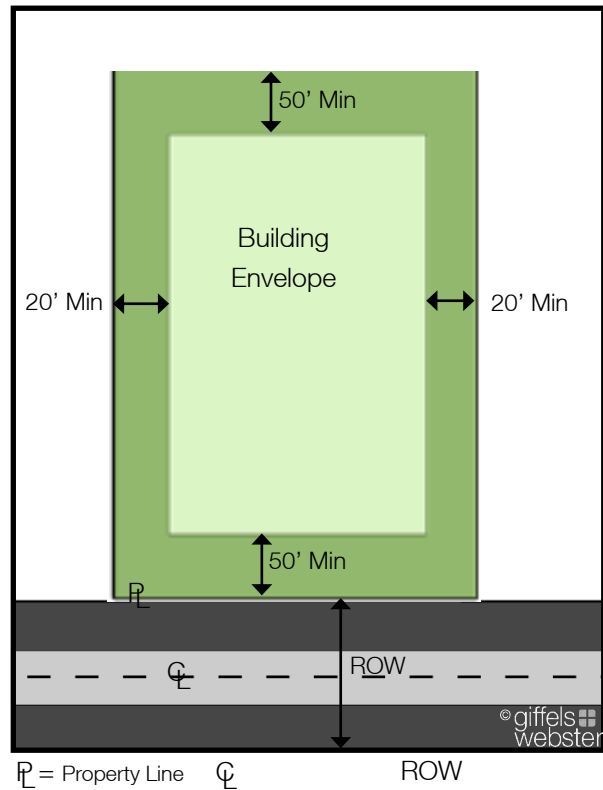 50’ Min
Building
Envelope
20’ Min
20’ Min
50’ Min
PL
CL
ROW
© giffels
webster
PL = Property Line CL ROW